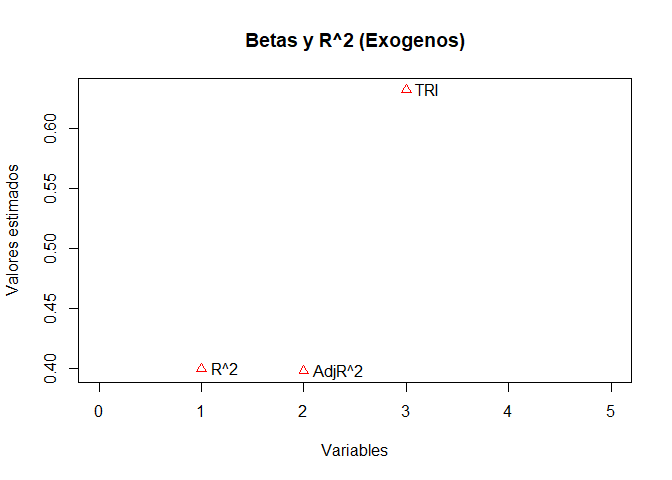 Betas y R^2 (Exogenos)
Valores estimados
0.60
0.55
0.50
0.45
0.40
TRI
R^2
AdjR^2
0 1 2 3 4 5
Variables